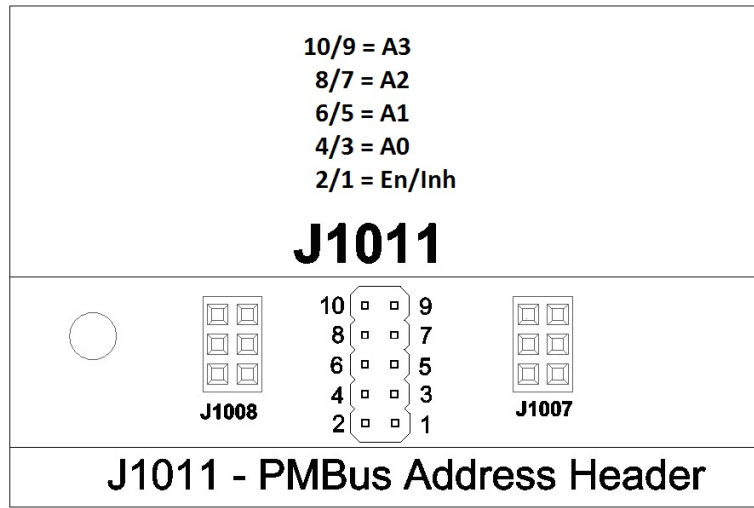 10/9 = A3
8/7 = A2
6/5 = A1
4/3 = A0
2/1 = En/Inh
J1011
10 9
8 7
6 5
4 3
2 1
J1008
J1007
J1011 - PMBus Address Header